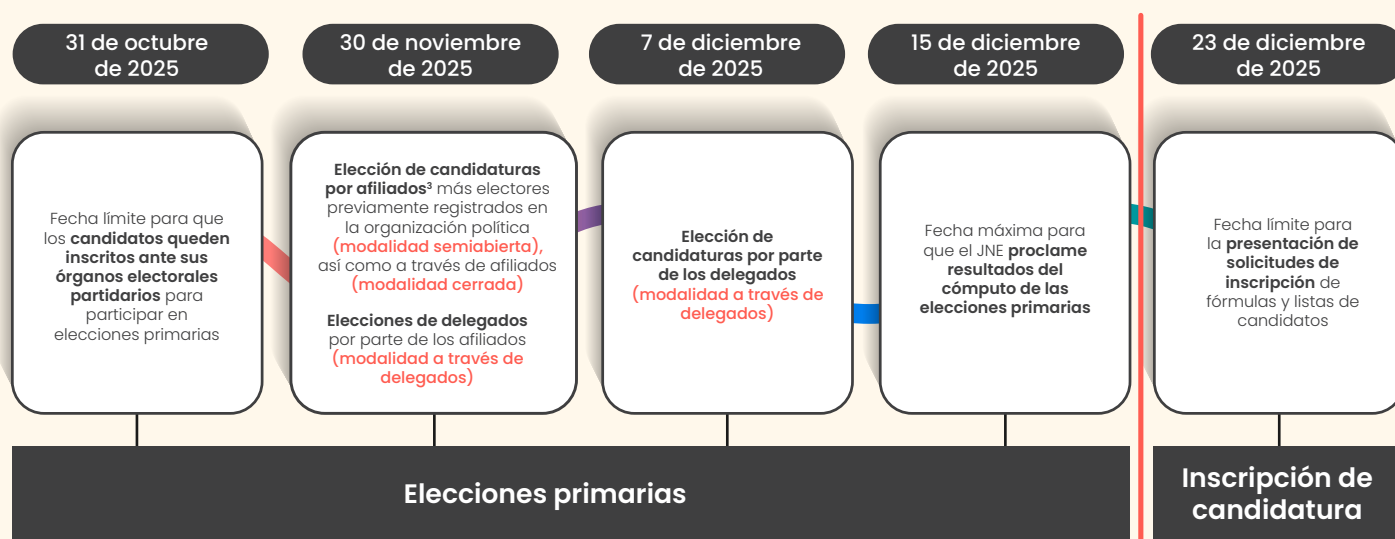 31 de octubre
de 2025
30 de noviembre
de 2025
7 de diciembre
de 2025
15 de diciembre
de 2025
23 de diciembre
de 2025
Fecha límite para que
los candidatos queden
inscritos ante sus
órganos electorales
partidarios para
participar en
elecciones primarias
Elección de candidaturas
por afiliados³ más electores
previamente registrados en
la organización política
(modalidad semiabierta),
así como a través de afiliados
(modalidad cerrada)
Elecciones de delegados
por parte de los afiliados
(modalidad a través de
delegados)
Elección de
candidaturas por parte
de los delegados
(modalidad a través de
delegados)
Fecha máxima para
que el JNE proclame
resultados del
cómputo de las
elecciones primarias
Fecha límite para
la presentación de
solicitudes de
inscripción de
fórmulas y listas de
candidatos
Elecciones primarias
Inscripción de
candidatura